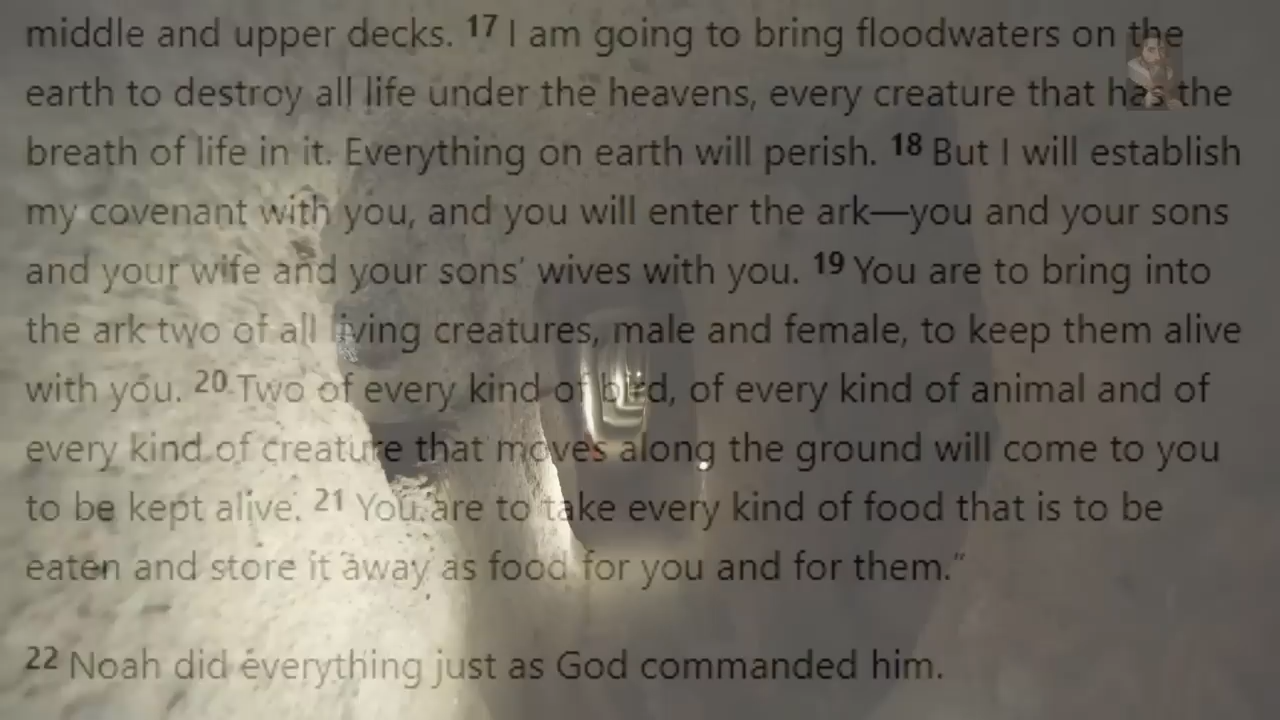 middle and upper decks. 17 I am going to bring floodwaters on the
earth to destroy all life under the heavens, every creature that has the
breath of life in it. Everything on earth will perish. 18 But I will establish
my covenant with you, and you will enter the ark—you and your sons
and your wife and your sons’ wives with you. 19 You are to bring into
the ark two of all living creatures, male and female, to keep them alive
with you. 20 Two of every kind of bird, of every kind of animal and of
every kind of creature that moves along the ground will come to you
to be kept alive. 21 You are to take every kind of food that is to be
eaten and store it away as food for you and for them.”
22 Noah did everything just as God commanded him.